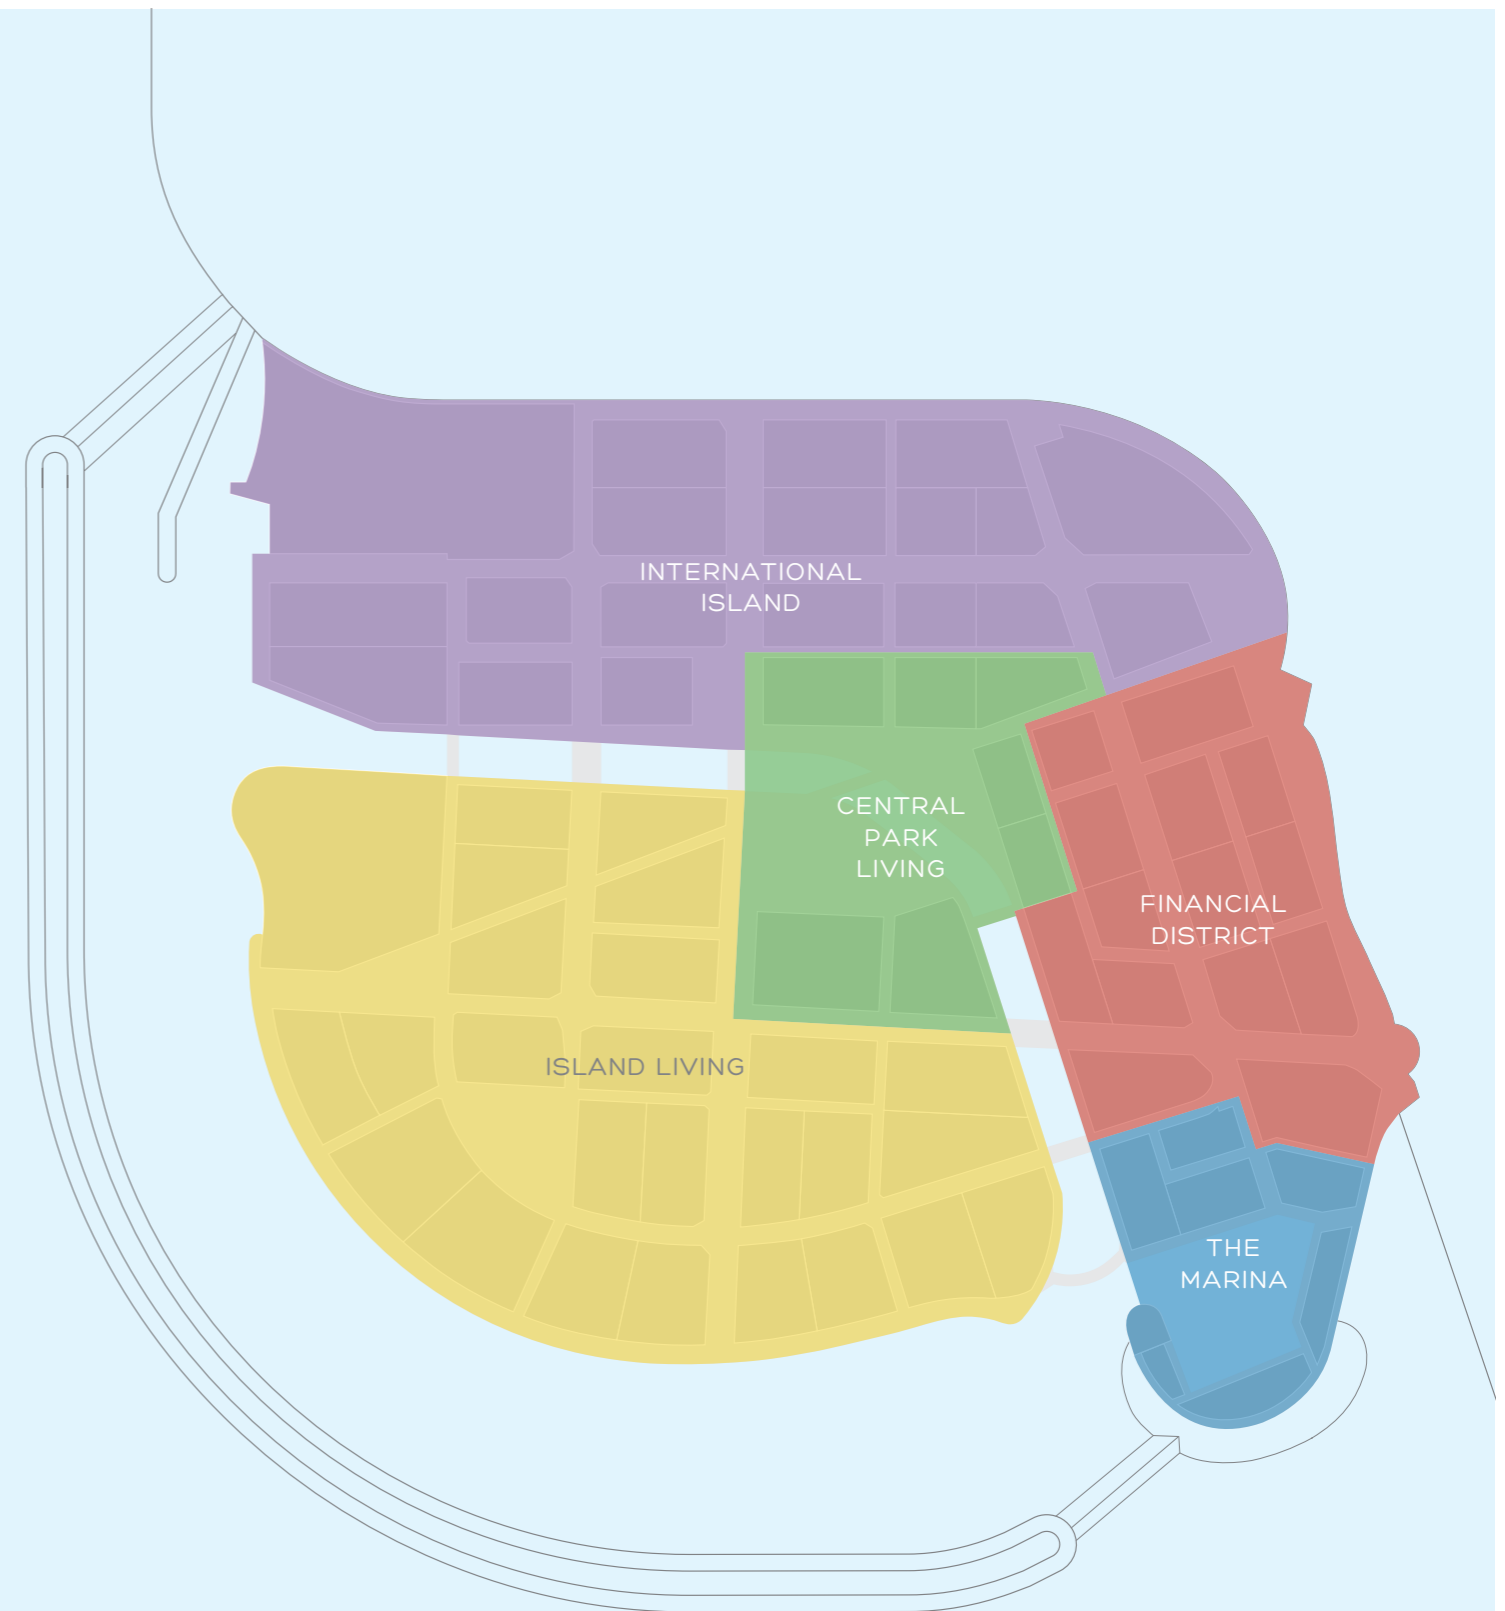 INTERNATIONAL
ISLAND
CENTRAL
PARK
LIVING
FINANCIAL
DISTRICT
ISLAND LIVING
THE
MARINA